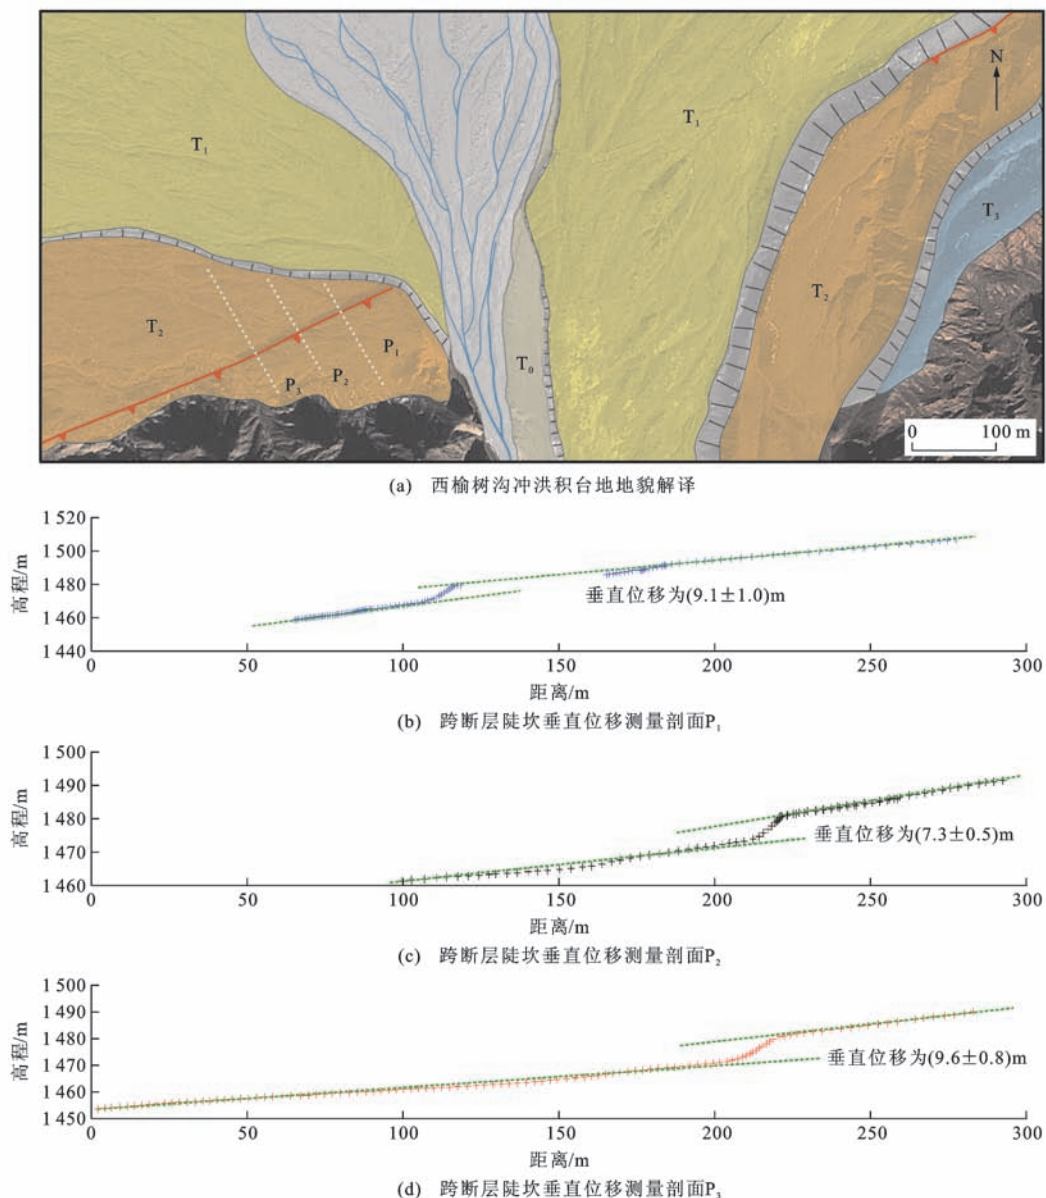 N
T₁
T₁
T₃
T₂
T₂
P₁
T₀
P₂
P₃
0 100 m
(a) 西榆树沟冲洪积台地地貌解译
1 520
1 500
1 480
1 460
1 440
高程/m
垂直位移为(9.1±1.0)m
0 50 100 150 200 250 300
距离/m
(b) 跨断层陡坎垂直位移测量剖面P₁
1 500
1 490
1 480
1 470
1 460
高程/m
垂直位移为(7.3±0.5)m
0 50 100 150 200 250 300
距离/m
(c) 跨断层陡坎垂直位移测量剖面P₂
1 500
1 490
1 480
1 470
1 460
1 450
高程/m
垂直位移为(9.6±0.8)m
0 50 100 150 200 250 300
距离/m
(d) 跨断层陡坎垂直位移测量剖面P₃